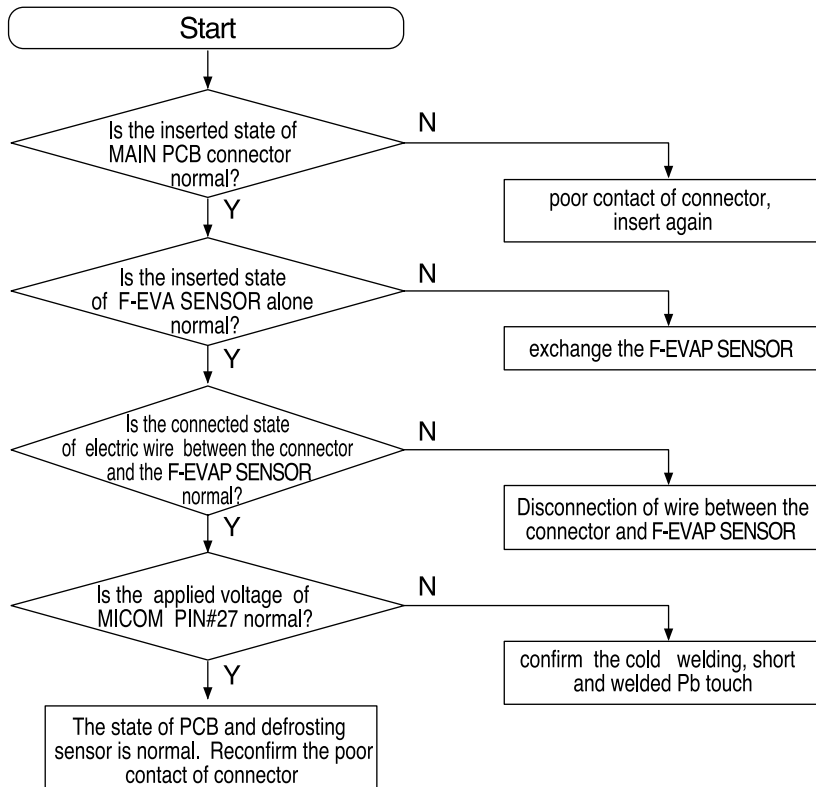 Start
Is the inserted state of
MAIN PCB connector
normal?
N
poor contact of connector,
insert again
Y
Is the inserted state
of F-EVA SENSOR alone
normal?
N
exchange the F-EVAP SENSOR
Y
Is the connected state
of electric wire between the connector
and the F-EVAP SENSOR
normal?
N
Disconnection of wire between the
connector and F-EVAP SENSOR
Y
Is the applied voltage of
MICOM PIN#27 normal?
N
confirm the cold welding, short
and welded Pb touch
Y
The state of PCB and defrosting
sensor is normal. Reconfirm the poor
contact of connector